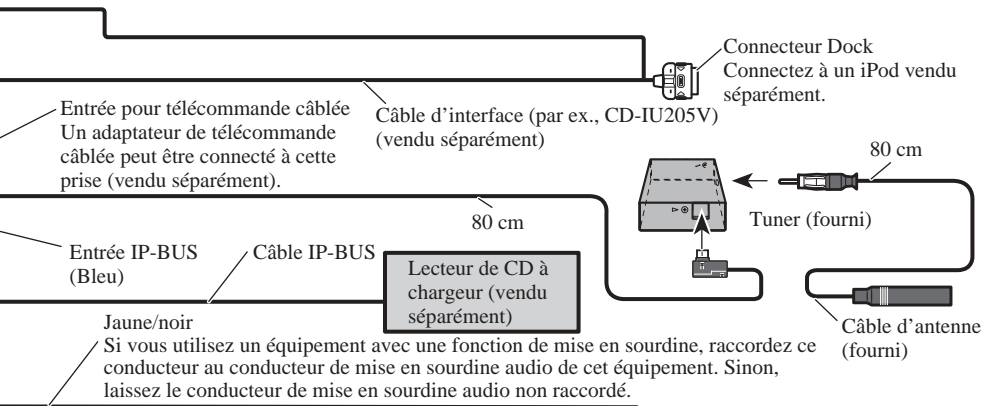 Connecteur Dock
Connectez à un iPod vendu
séparément.
Entrée pour télécommande câblée
Un adaptateur de télécommande
câblée peut être connecté à cette
prise (vendu séparément).
Câble d'interface (par ex., CD-IU205V)
(vendu séparément)
80 cm
Tuner (fourni)
80 cm
Entrée IP-BUS
(Bleu)
Câble IP-BUS
Lecteur de CD à
chargeur (vendu
séparément)
Câble d'antenne
(fourni)
Jaune/noir
Si vous utilisez un équipement avec une fonction de mise en sourdine, raccordez ce
conducteur au conducteur de mise en sourdine audio de cet équipement. Sinon,
laissez le conducteur de mise en sourdine audio non raccordé.